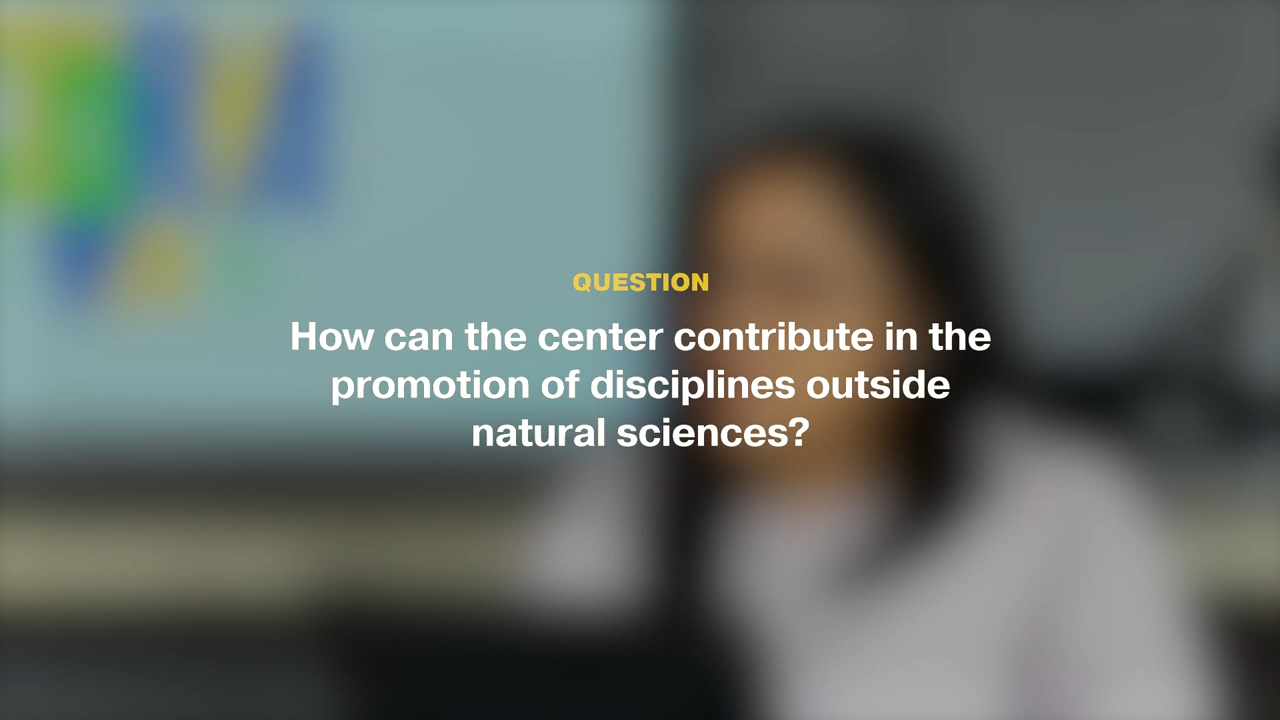 QUESTION
How can the center contribute in the
promotion of disciplines outside
natural sciences?